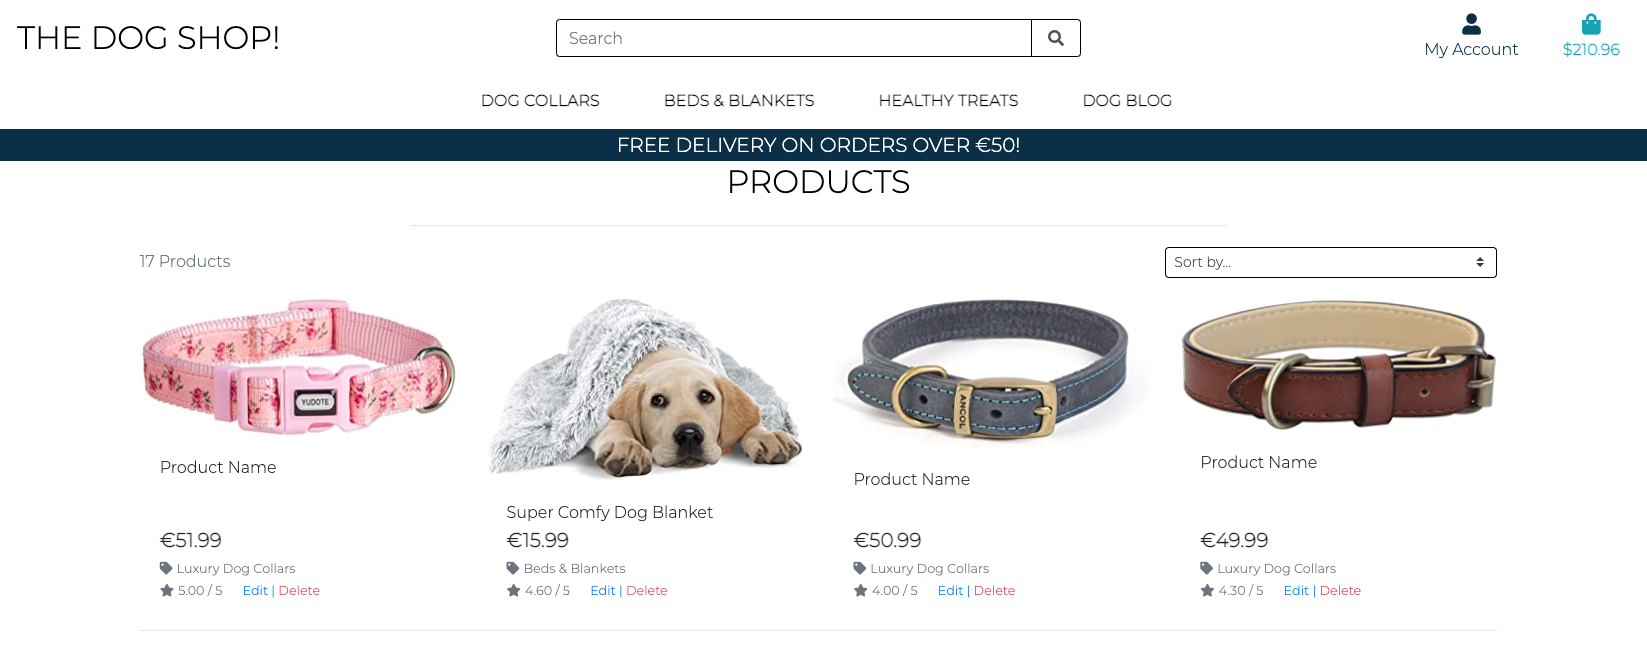 THE DOG SHOP!
Search
My Account
$210.96
DOG COLLARS
BEDS & BLANKETS
HEALTHY TREATS
DOG BLOG
FREE DELIVERY ON ORDERS OVER €50!
PRODUCTS
17 Products
Sort by...
YUDOTE
Product Name
€51.99
Luxury Dog Collars
5.00 / 5 Edit | Delete
Super Comfy Dog Blanket
€15.99
Beds & Blankets
4.60 / 5 Edit | Delete
ANCOL
Product Name
€50.99
Luxury Dog Collars
4.00 / 5 Edit | Delete
Product Name
€49.99
Luxury Dog Collars
4.30 / 5 Edit | Delete